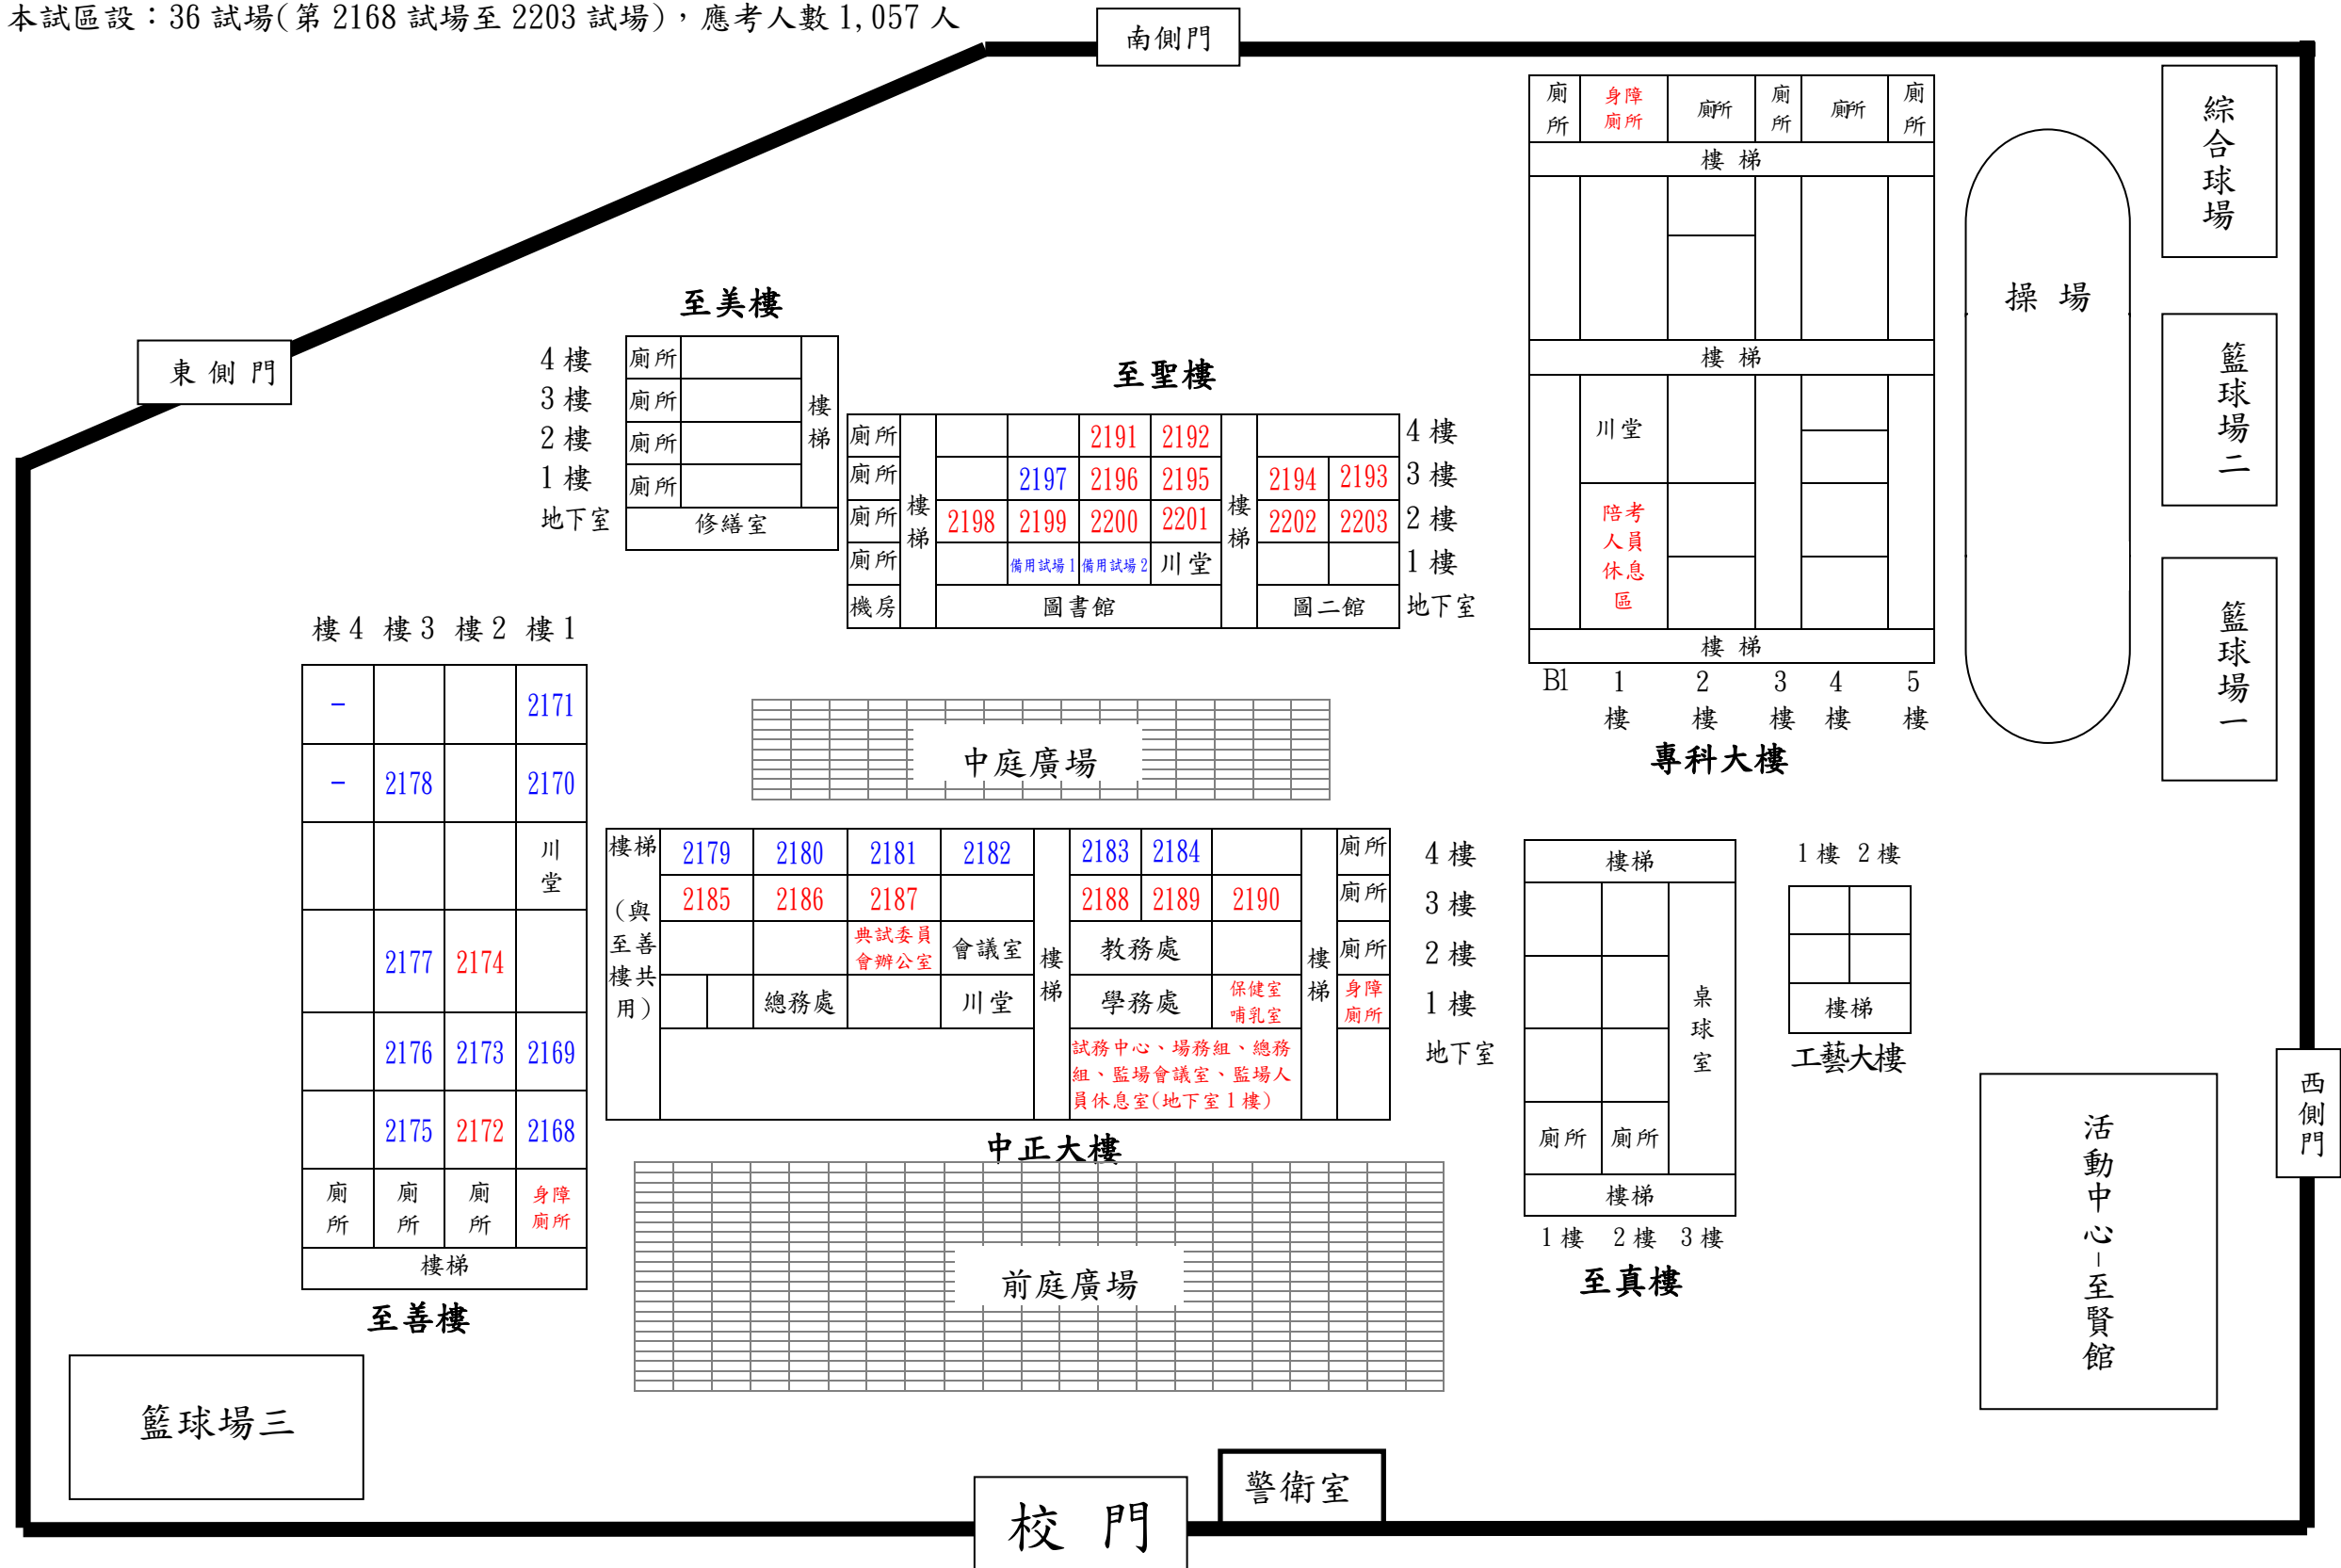 本試區設：36 試場(第 2168 試場至 2203 試場)，應考人數 1,057 人
南側門
東側門
西側門
綜合球場
籃球場二
籃球場一
操場
廁所 身障廁所 廁所 廁所 廁所 廁所
樓梯
樓梯
川堂
陪考人員休息區
樓梯
B1 1樓 2樓 3樓 4樓 5樓
專科大樓
至美樓
4 樓 廁所
3 樓 廁所
2 樓 廁所
1 樓 廁所
樓梯
地下室 修繕室
至聖樓
廁所 2191 2192 4 樓
廁所 2197 2196 2195 2194 2193 3 樓
廁所 2198 2199 2200 2201 2202 2203 2 樓
廁所 備用試場1 備用試場2 川堂 1 樓
樓梯 樓梯
機房 圖書館 圖二館 地下室
樓 4 樓 3 樓 2 樓 1
- 2171
- 2178 2170
川堂
2177 2174
2176 2173 2169
2175 2172 2168
廁所 廁所 廁所 身障廁所
樓梯
至善樓
中庭廣場
樓梯
(與至善樓共用)
2179 2180 2181 2182 2183 2184 廁所 4 樓
2185 2186 2187 2188 2189 2190 廁所 3 樓
典試委員會辦公室 會議室 教務處 廁所 2 樓
總務處 川堂 學務處 保健室哺乳室 身障廁所 1 樓
樓梯 樓梯
試務中心、場務組、總務
組、監場會議室、監場人
員休息室(地下室1樓)
地下室
中正大樓
前庭廣場
樓梯
桌球室
廁所 廁所
樓梯
1 樓 2 樓 3 樓
至真樓
1 樓 2 樓
樓梯
工藝大樓
活動中心-至賢館
籃球場三
警衛室
校門